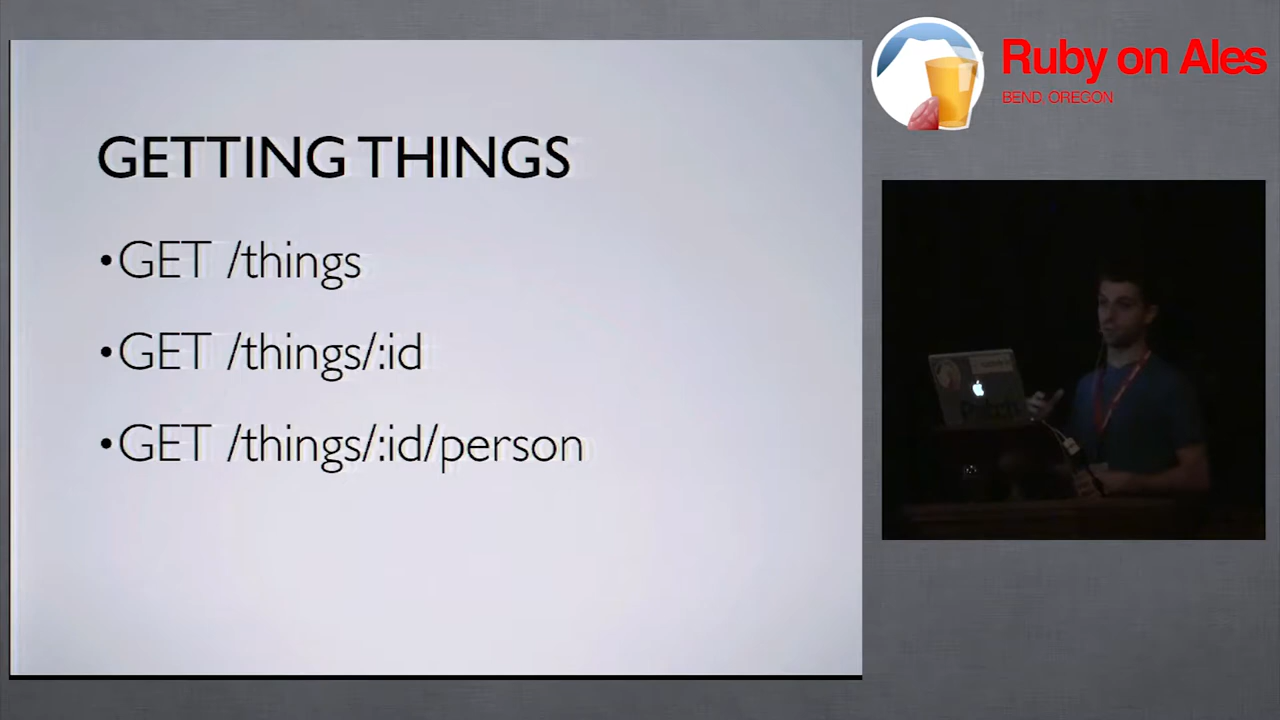 GETTING THINGS
•GET /things
•GET /things/:id
•GET /things/:id/person
Ruby on Ales
BEND OREGON